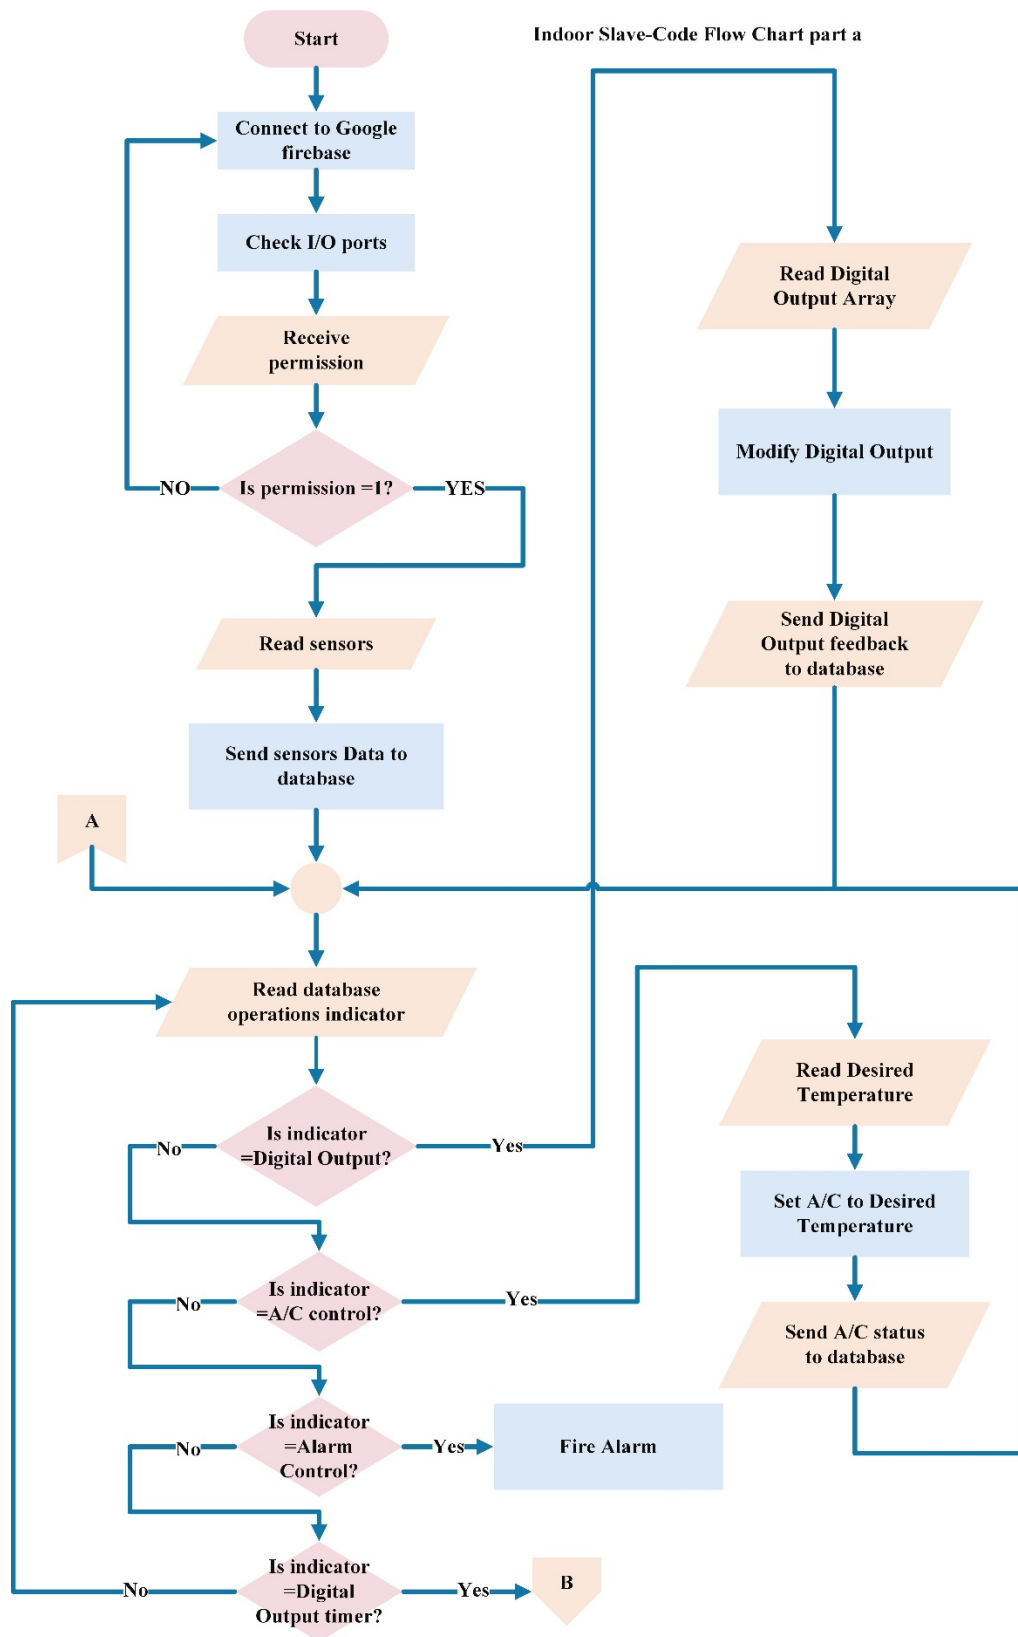 Indoor Slave-Code Flow Chart part a
Start
Connect to Google
firebase
Check I/O ports
Receive
permission
Is permission =1?
NO
YES
Read sensors
Send sensors Data to
database
A
Read database
operations indicator
Is indicator
=Digital Output?
No
Yes
Is indicator
=A/C control?
No
Yes
Is indicator
=Alarm
Control?
No
Yes
Fire Alarm
Is indicator
=Digital
Output timer?
No
Yes
B
Read Digital
Output Array
Modify Digital Output
Send Digital
Output feedback
to database
Read Desired
Temperature
Set A/C to Desired
Temperature
Send A/C status
to database